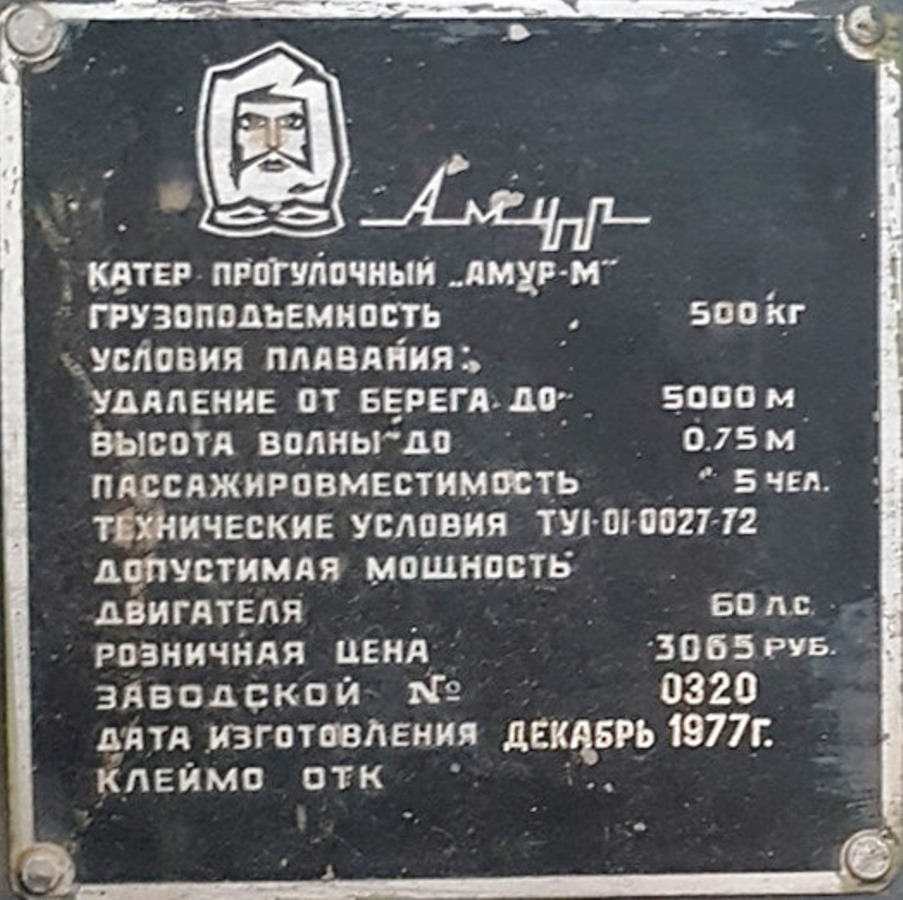 Амур
КАТЕР ПРОГУЛОЧНЫЙ „АМУР-М"
ГРУЗОПОДЪЕМНОСТЬ 500 кг
УСЛОВИЯ ПЛАВАНИЯ:
УДАЛЕНИЕ ОТ БЕРЕГА ДО 5000 м
ВЫСОТА ВОЛНЫ ДО 0.75 м
ПАССАЖИРОВМЕСТИМОСТЬ 5 ЧЕЛ.
ТЕХНИЧЕСКИЕ УСЛОВИЯ ТУ1-01-0027-72
ДОПУСТИМАЯ МОЩНОСТЬ
ДВИГАТЕЛЯ 60 Л.С.
РОЗНИЧНАЯ ЦЕНА 3065 РУБ.
ЗАВОДСКОЙ № 0320
ДАТА ИЗГОТОВЛЕНИЯ ДЕКАБРЬ 1977г.
КЛЕЙМО ОТК